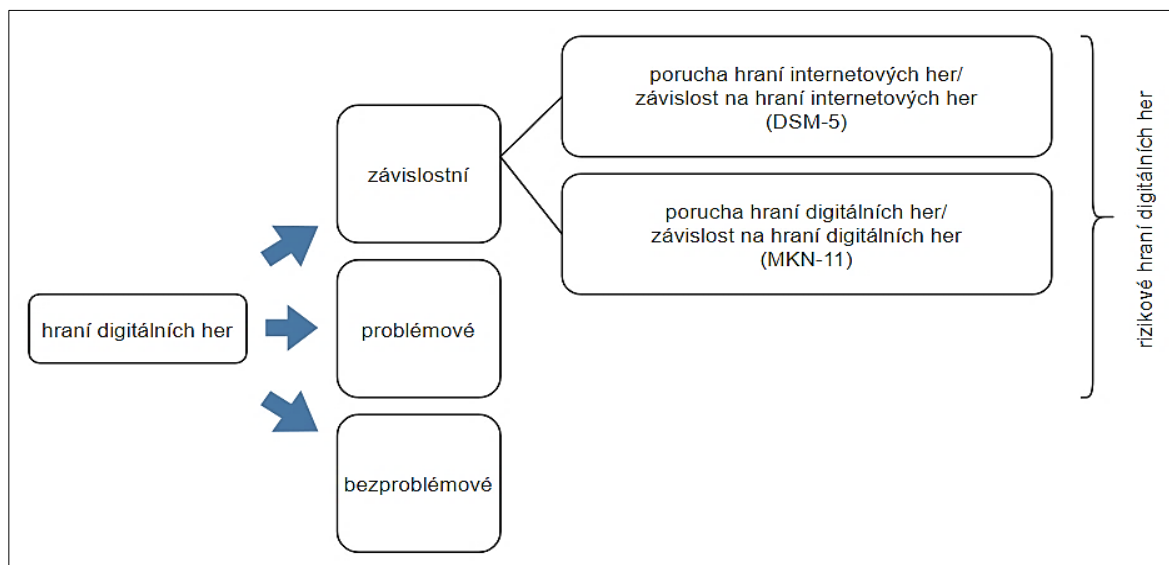 hraní digitálních her
závislostní
problémové
bezproblémové
porucha hraní internetových her/
závislost na hraní internetových her
(DSM-5)
porucha hraní digitálních her/
závislost na hraní digitálních her
(MKN-11)
rizikové hraní digitálních her